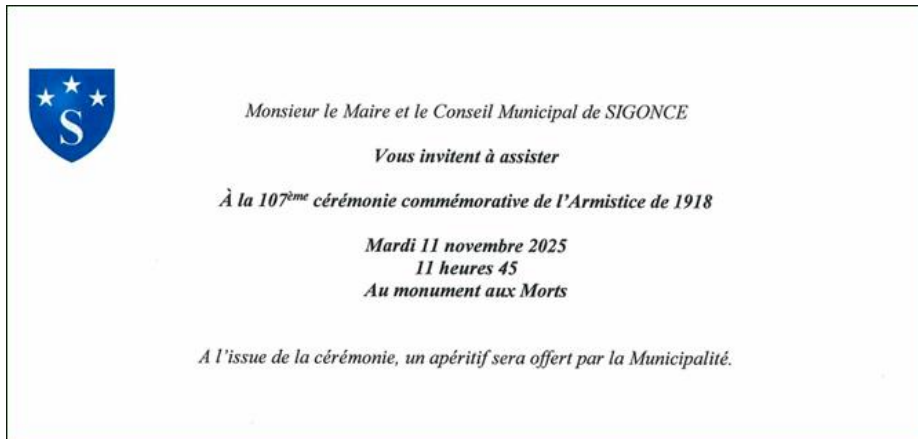 S
Monsieur le Maire et le Conseil Municipal de SIGONCE
Vous invitent à assister
À la 107ème cérémonie commémorative de l'Armistice de 1918
Mardi 11 novembre 2025
11 heures 45
Au monument aux Morts
A l'issue de la cérémonie, un apéritif sera offert par la Municipalité.